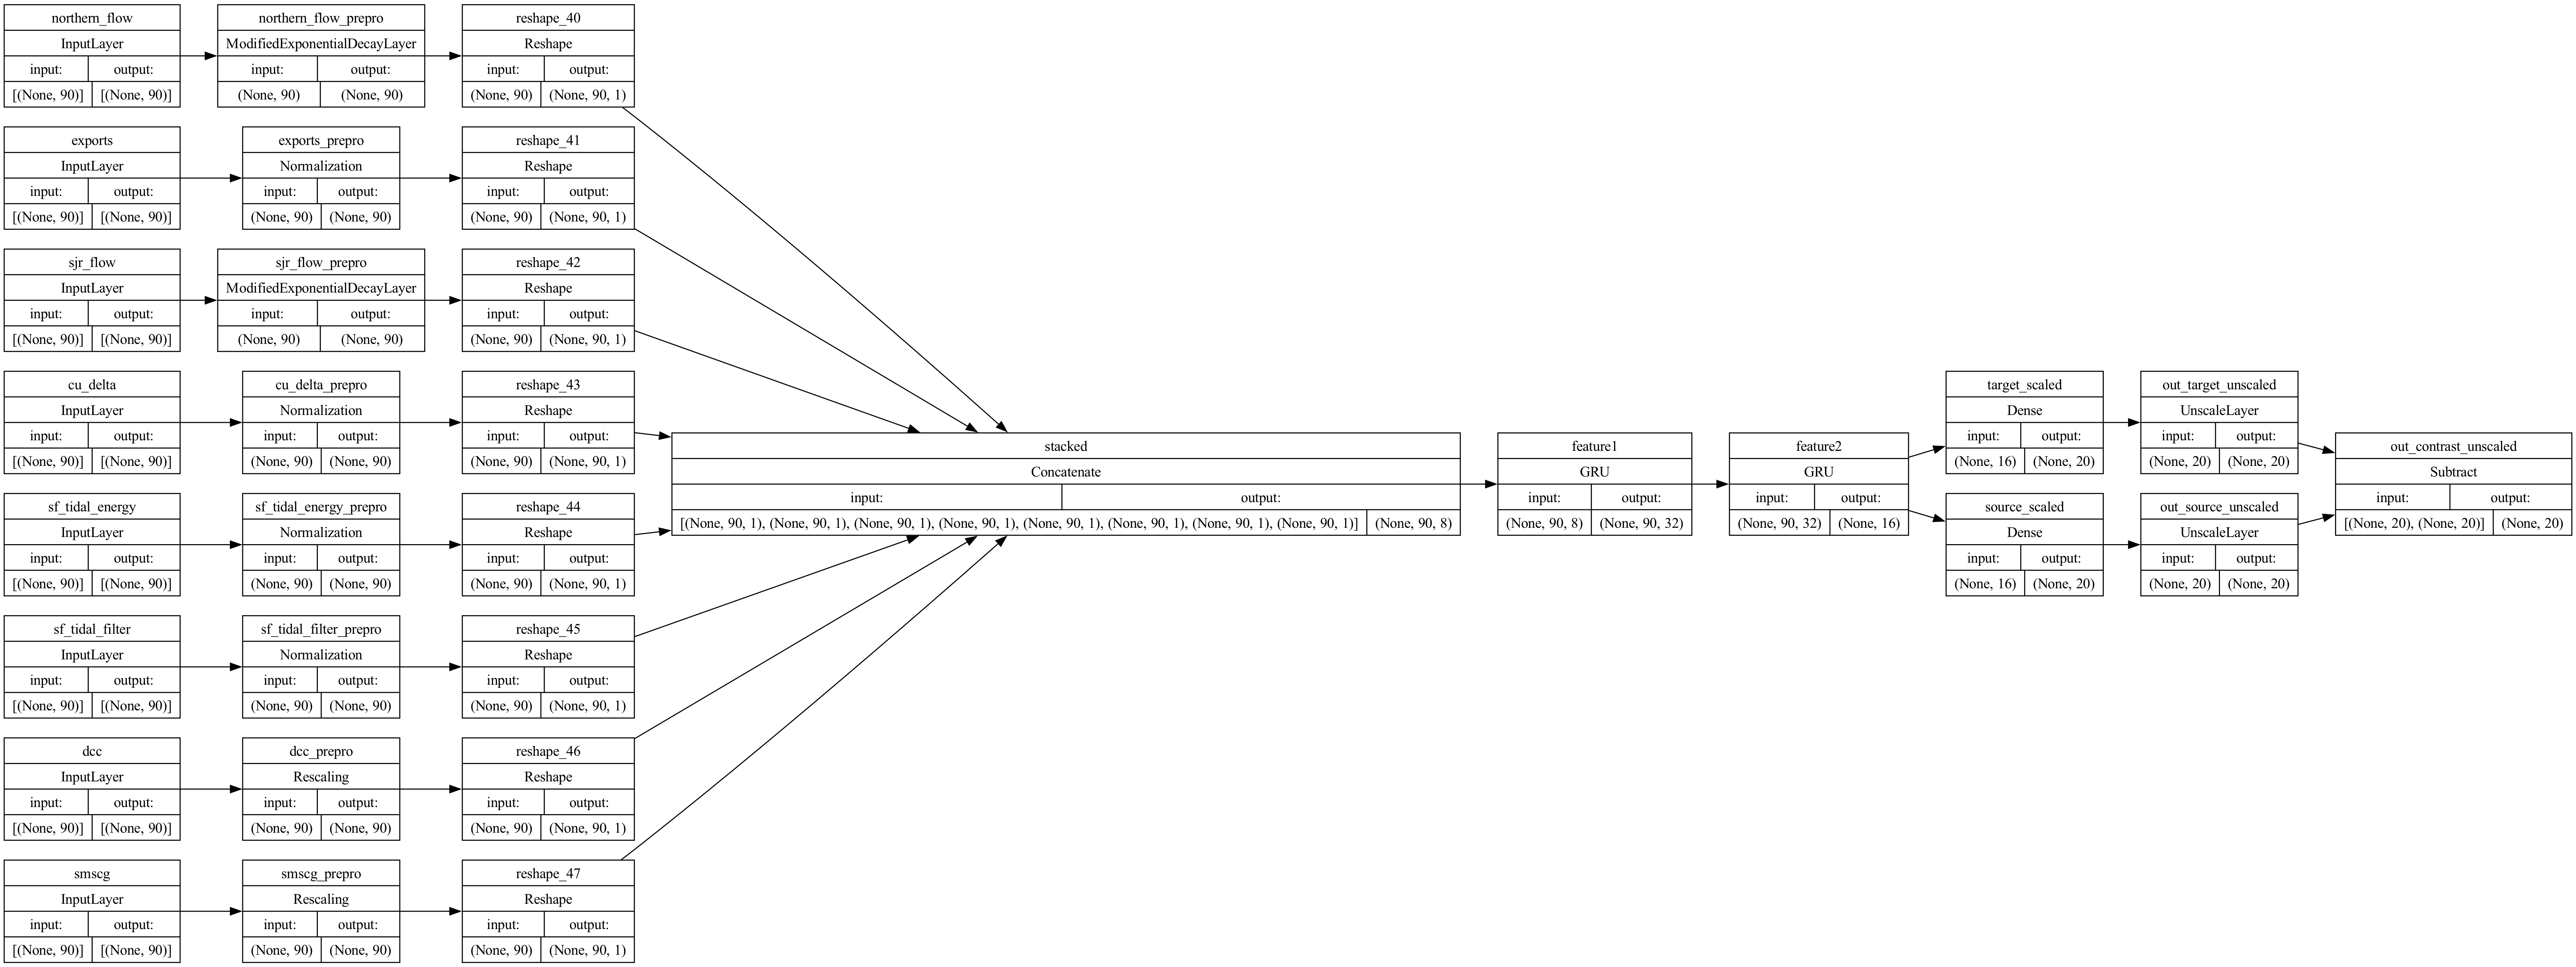 northern_flow
InputLayer
input: output:
[(None, 90)] [(None, 90)]
northern_flow_prepro
ModifiedExponentialDecayLayer
input: output:
(None, 90) (None, 90)
reshape_40
Reshape
input: output:
(None, 90) (None, 90, 1)
exports
InputLayer
input: output:
[(None, 90)] [(None, 90)]
exports_prepro
Normalization
input: output:
(None, 90) (None, 90)
reshape_41
Reshape
input: output:
(None, 90) (None, 90, 1)
sjr_flow
InputLayer
input: output:
[(None, 90)] [(None, 90)]
sjr_flow_prepro
ModifiedExponentialDecayLayer
input: output:
(None, 90) (None, 90)
reshape_42
Reshape
input: output:
(None, 90) (None, 90, 1)
cu_delta
InputLayer
input: output:
[(None, 90)] [(None, 90)]
cu_delta_prepro
Normalization
input: output:
(None, 90) (None, 90)
reshape_43
Reshape
input: output:
(None, 90) (None, 90, 1)
sf_tidal_energy
InputLayer
input: output:
[(None, 90)] [(None, 90)]
sf_tidal_energy_prepro
Normalization
input: output:
(None, 90) (None, 90)
reshape_44
Reshape
input: output:
(None, 90) (None, 90, 1)
sf_tidal_filter
InputLayer
input: output:
[(None, 90)] [(None, 90)]
sf_tidal_filter_prepro
Normalization
input: output:
(None, 90) (None, 90)
reshape_45
Reshape
input: output:
(None, 90) (None, 90, 1)
dcc
InputLayer
input: output:
[(None, 90)] [(None, 90)]
dcc_prepro
Rescaling
input: output:
(None, 90) (None, 90)
reshape_46
Reshape
input: output:
(None, 90) (None, 90, 1)
smscg
InputLayer
input: output:
[(None, 90)] [(None, 90)]
smscg_prepro
Rescaling
input: output:
(None, 90) (None, 90)
reshape_47
Reshape
input: output:
(None, 90) (None, 90, 1)
stacked
Concatenate
input: output:
[(None, 90, 1), (None, 90, 1), (None, 90, 1), (None, 90, 1), (None, 90, 1), (None, 90, 1), (None, 90, 1), (None, 90, 1)] (None, 90, 8)
feature1
GRU
input: output:
(None, 90, 8) (None, 90, 32)
feature2
GRU
input: output:
(None, 90, 32) (None, 16)
target_scaled
Dense
input: output:
(None, 16) (None, 20)
out_target_unscaled
UnscaleLayer
input: output:
(None, 20) (None, 20)
source_scaled
Dense
input: output:
(None, 16) (None, 20)
out_source_unscaled
UnscaleLayer
input: output:
(None, 20) (None, 20)
out_contrast_unscaled
Subtract
input: output:
[(None, 20), (None, 20)] (None, 20)